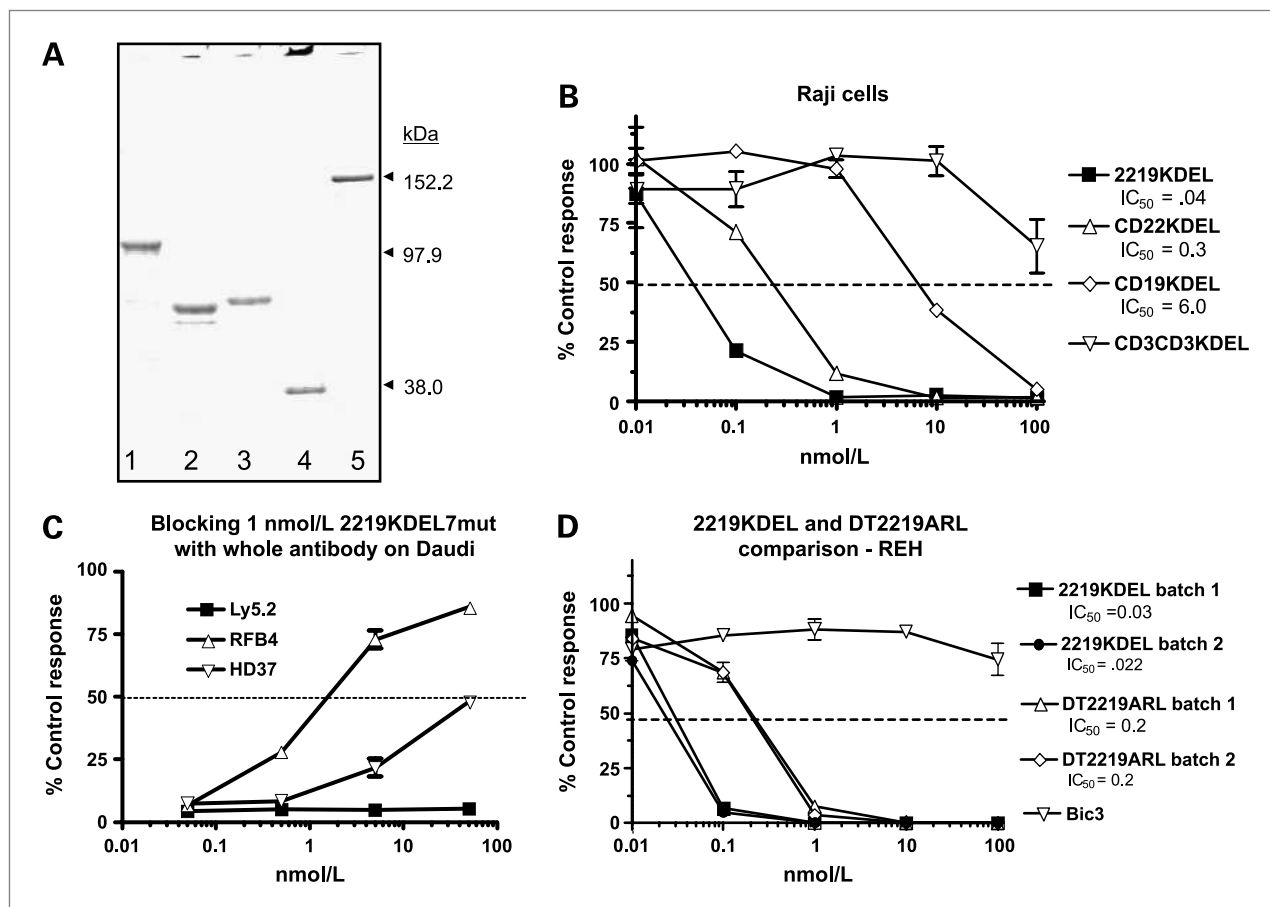 A
kDa
152.2
97.9
38.0
1 2 3 4 5
B
Raji cells
% Control response
100
75
50
25
0
0.01 0.1 1 10 100
nmol/L
2219KDEL
IC50 = .04
CD22KDEL
IC50 = 0.3
CD19KDEL
IC50 = 6.0
CD3CD3KDEL
C
Blocking 1 nmol/L 2219KDEL7mut
with whole antibody on Daudi
% Control response
100
75
50
25
0
0.01 0.1 1 10 100
nmol/L
Ly5.2
RFB4
HD37
D
2219KDEL and DT2219ARL
comparison - REH
% Control response
100
75
50
25
0
0.01 0.1 1 10 100
nmol/L
2219KDEL batch 1
IC50 =0.03
2219KDEL batch 2
IC50 = .022
DT2219ARL batch 1
IC50 = 0.2
DT2219ARL batch 2
IC50 = 0.2
Bic3